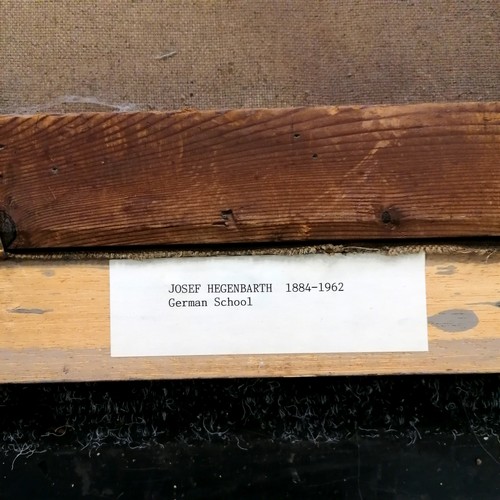 JOSEF HEGENBARTH 1884-1962
German School